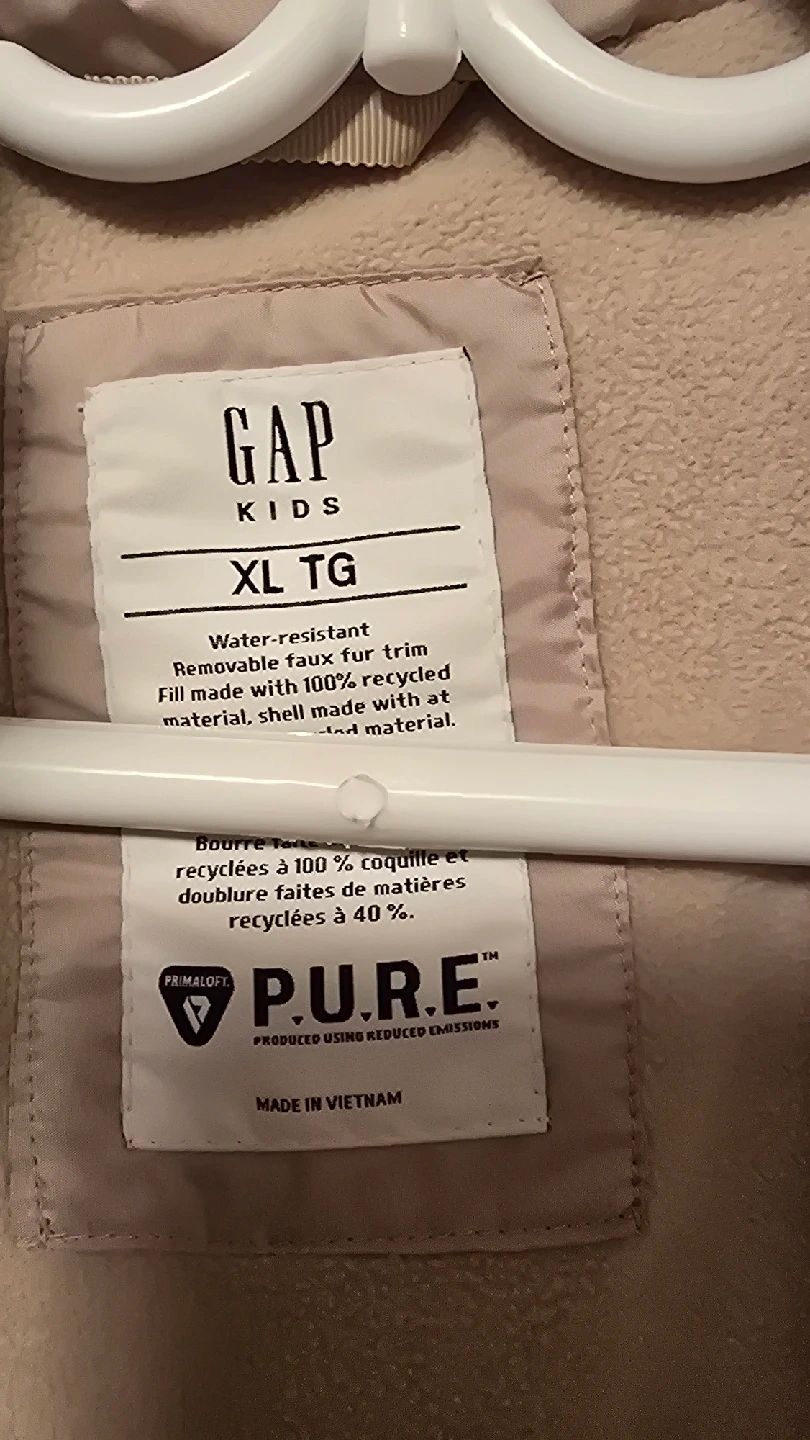 GAP
KIDS
XL TG
Water-resistant
Removable faux fur trim
Fill made with 100% recycled
material, shell made with at
material.
Bourre
recyclées à 100 % coquille et
doublure faites de matières
recyclées à 40 %.
PRIMALOFT.
P.U.R.E.™
PRODUCED USING REDUCED EMISSIONS
MADE IN VIETNAM